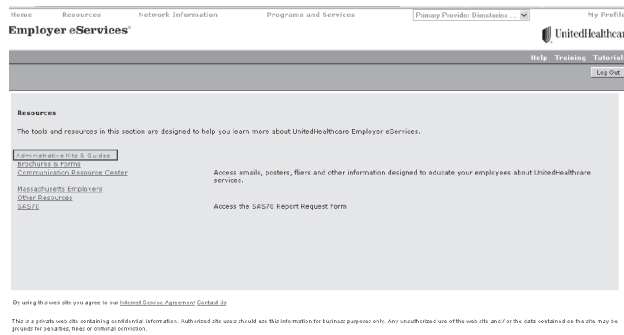 Home Resources Network Information Programs and Services Primary Provider Directories ... My Profile
Employer eServices®
UnitedHealthcar
Help Training Tutorial
Log Out
Resources
The tools and resources in this section are designed to help you learn more about UnitedHealthcare Employer eServices.
Administrative Kits & Guides
Brochures & Forms
Communication Resource Center Access emails, posters, fliers and other information designed to educate your employees about UnitedHealthcare
services.
Massachusetts Employers
Other Resources
SAS70 Access the SAS70 Report Request Form
By using this web site you agree to our Internet Service Agreement Contact Us
This is a private web site containing confidential information. Authorized site users should use this information for business purposes only. Any unauthorized use of the web site and / or the data contained on the site may be
grounds for penalties, fines or criminal conviction.